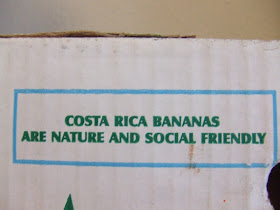 COSTA RICA BANANAS
ARE NATURE AND SOCIAL FRIENDLY